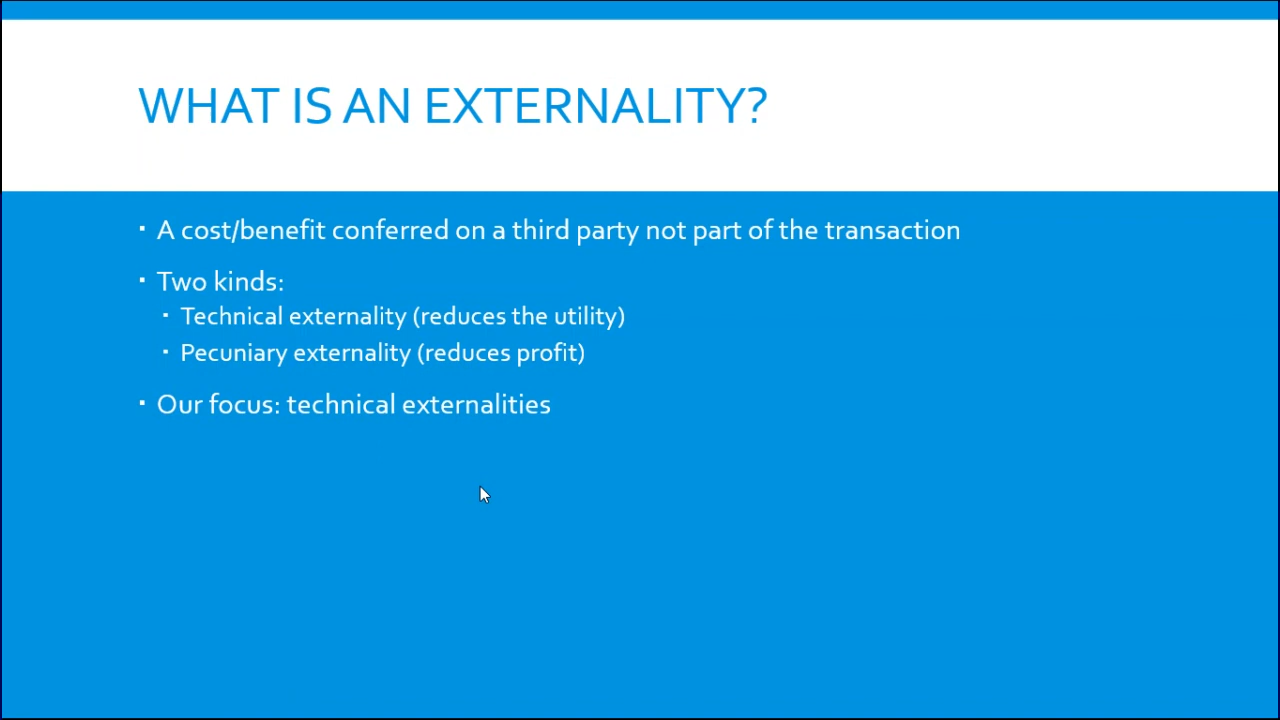 WHAT IS AN EXTERNALITY?
▪ A cost/benefit conferred on a third party not part of the transaction
▪ Two kinds:
▪ Technical externality (reduces the utility)
▪ Pecuniary externality (reduces profit)
▪ Our focus: technical externalities